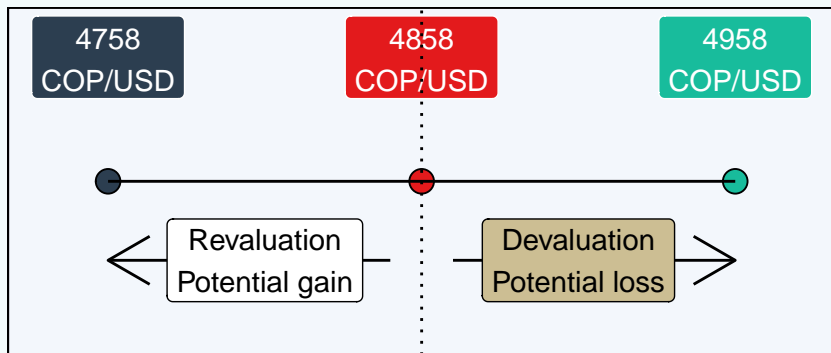 4758
COP/USD
4858
COP/USD
4958
COP/USD
Revaluation
Potential gain
Devaluation
Potential loss